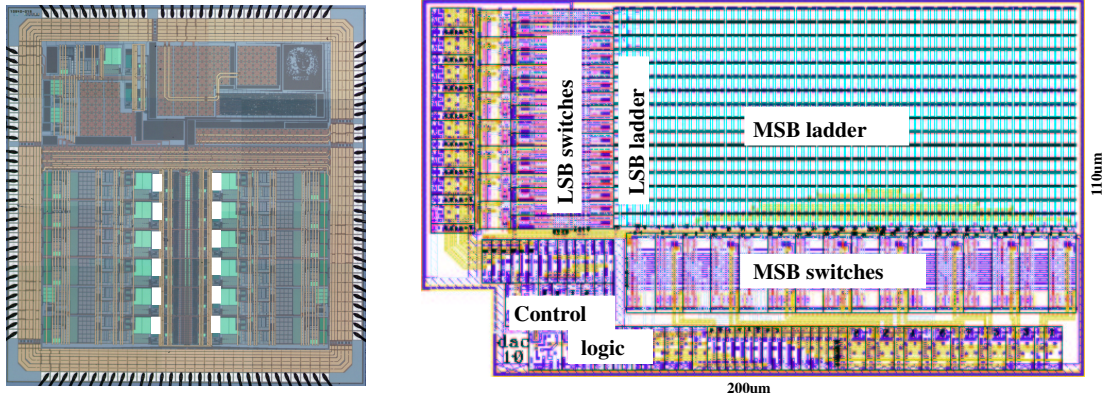 LSB switches
LSB ladder
MSB ladder
MSB switches
Control
logic
dac
10
110um
200um